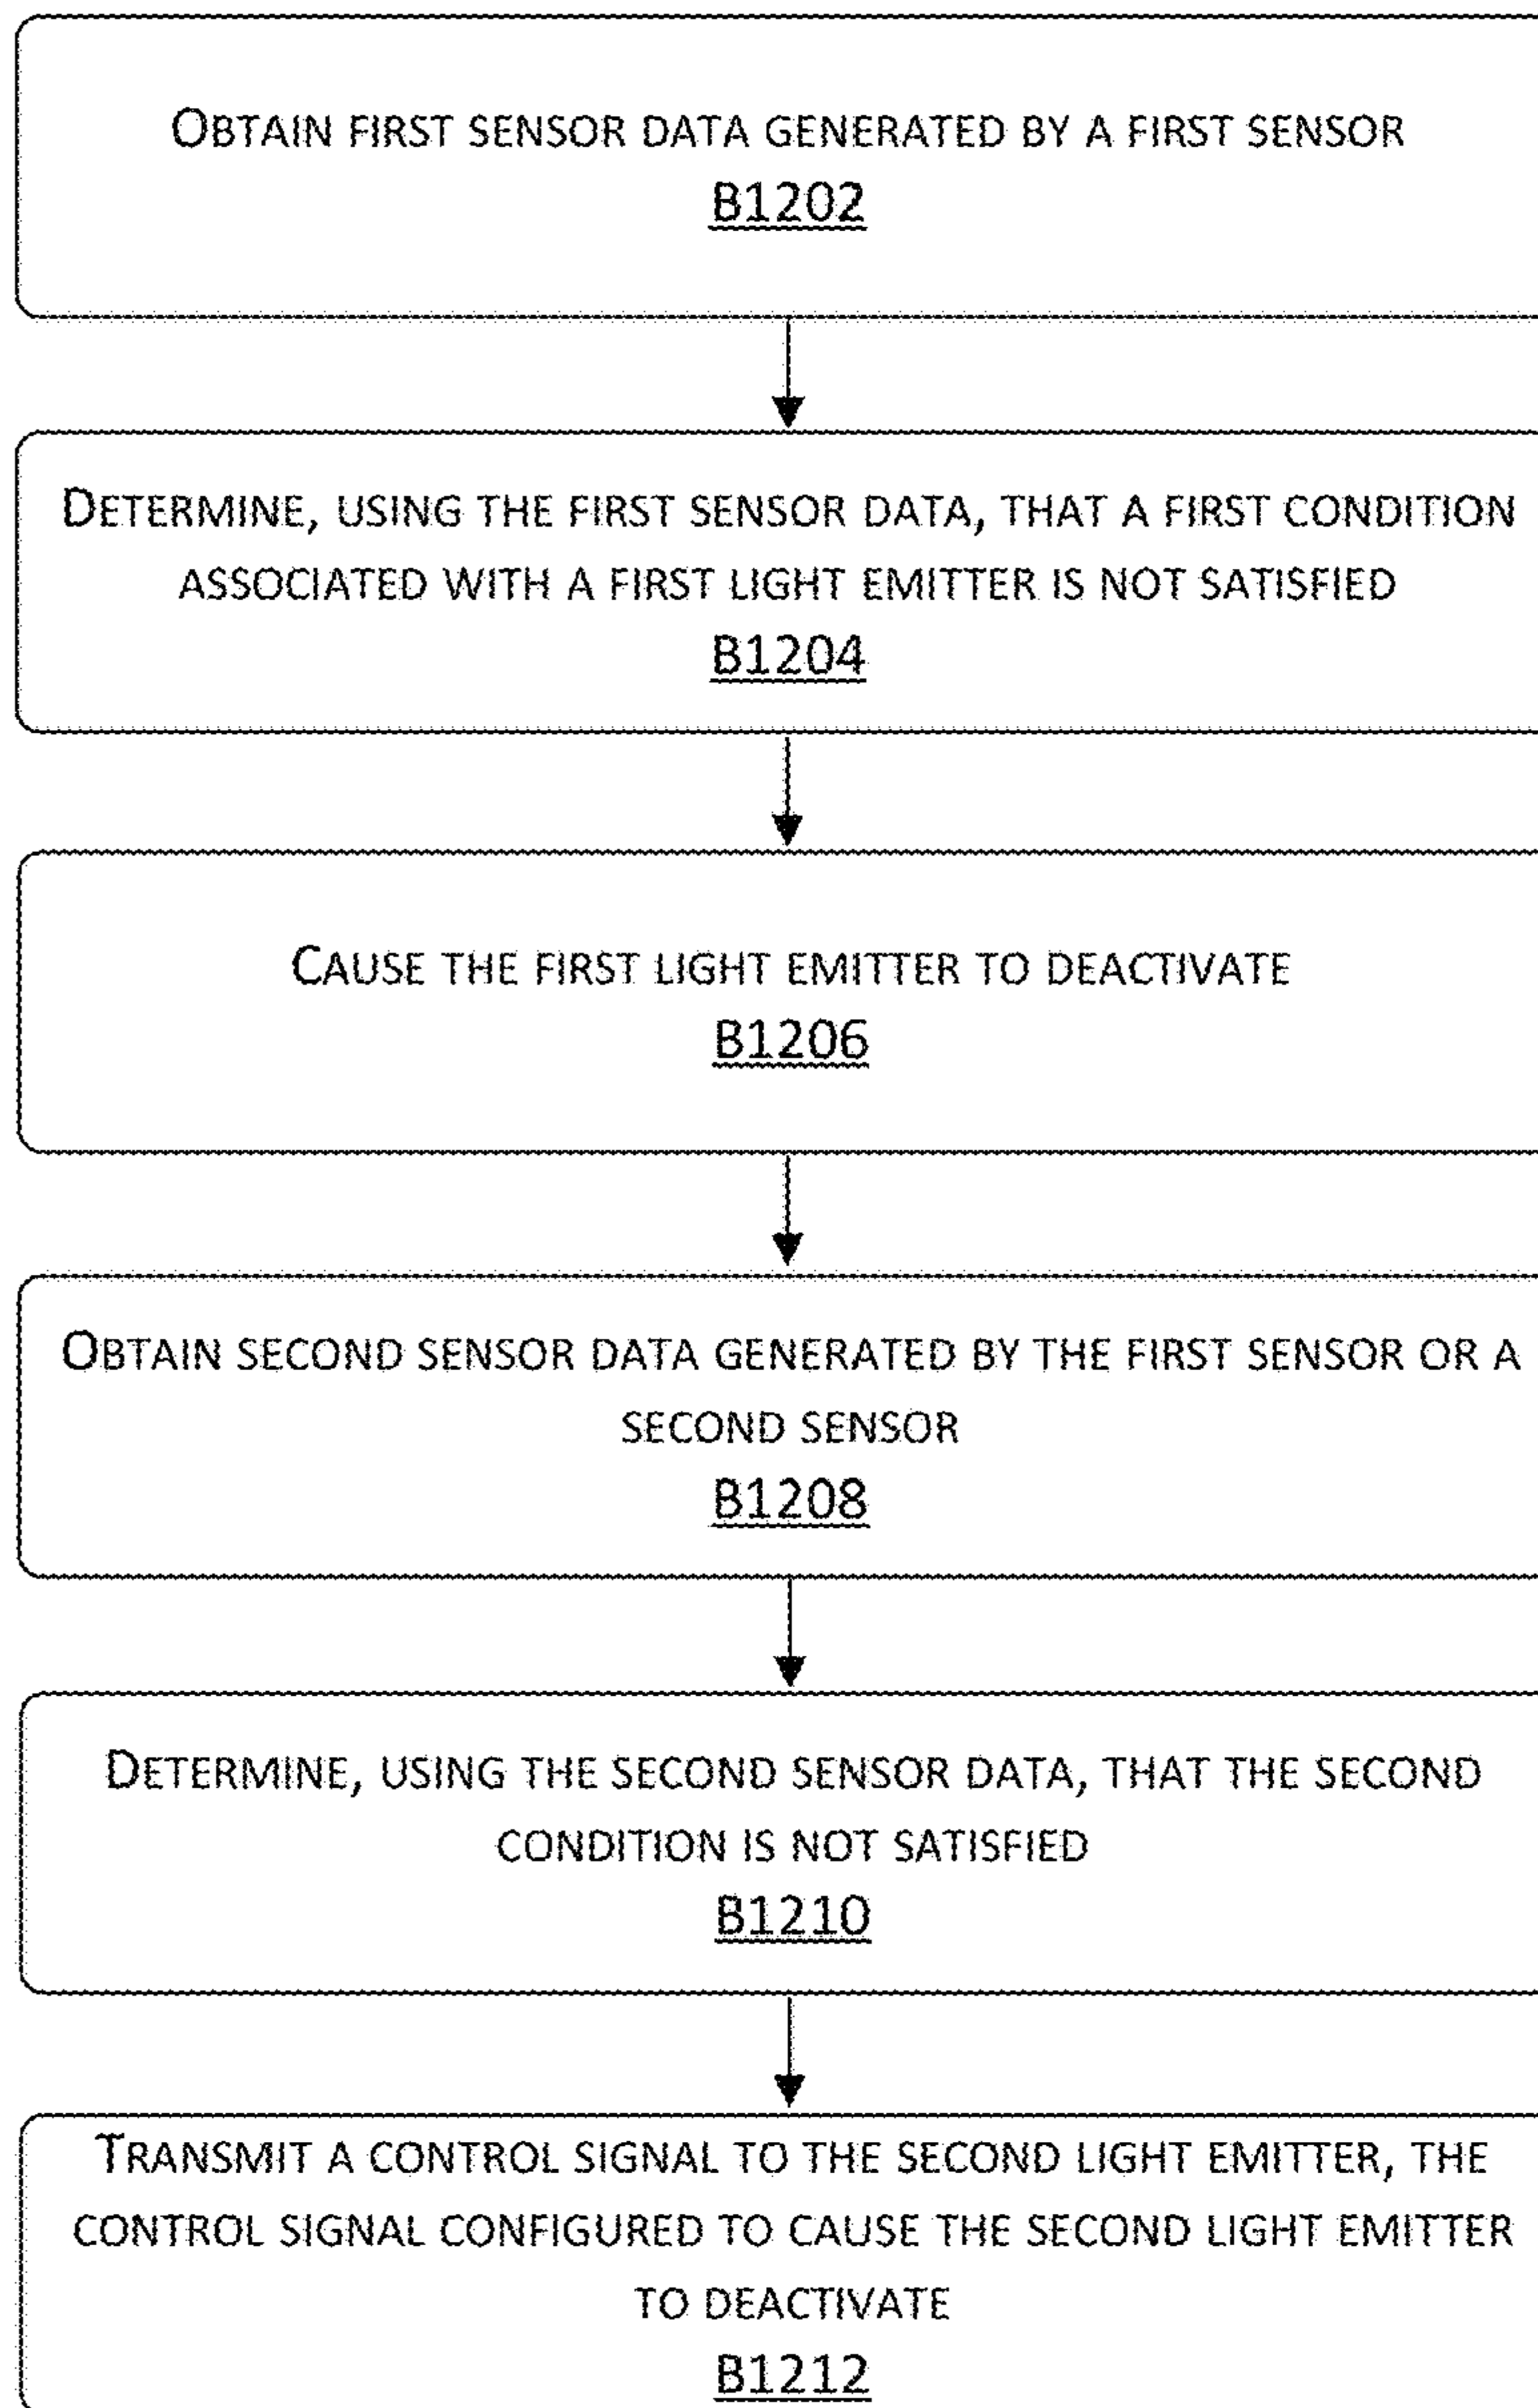 OBTAIN FIRST SENSOR DATA GENERATED BY A FIRST SENSOR
B1202
DETERMINE, USING THE FIRST SENSOR DATA, THAT A FIRST CONDITION
ASSOCIATED WITH A FIRST LIGHT EMITTER IS NOT SATISFIED
B1204
CAUSE THE FIRST LIGHT EMITTER TO DEACTIVATE
B1206
OBTAIN SECOND SENSOR DATA GENERATED BY THE FIRST SENSOR OR A
SECOND SENSOR
B1208
DETERMINE, USING THE SECOND SENSOR DATA, THAT THE SECOND
CONDITION IS NOT SATISFIED
B1210
TRANSMIT A CONTROL SIGNAL TO THE SECOND LIGHT EMITTER, THE
CONTROL SIGNAL CONFIGURED TO CAUSE THE SECOND LIGHT EMITTER
TO DEACTIVATE
B1212